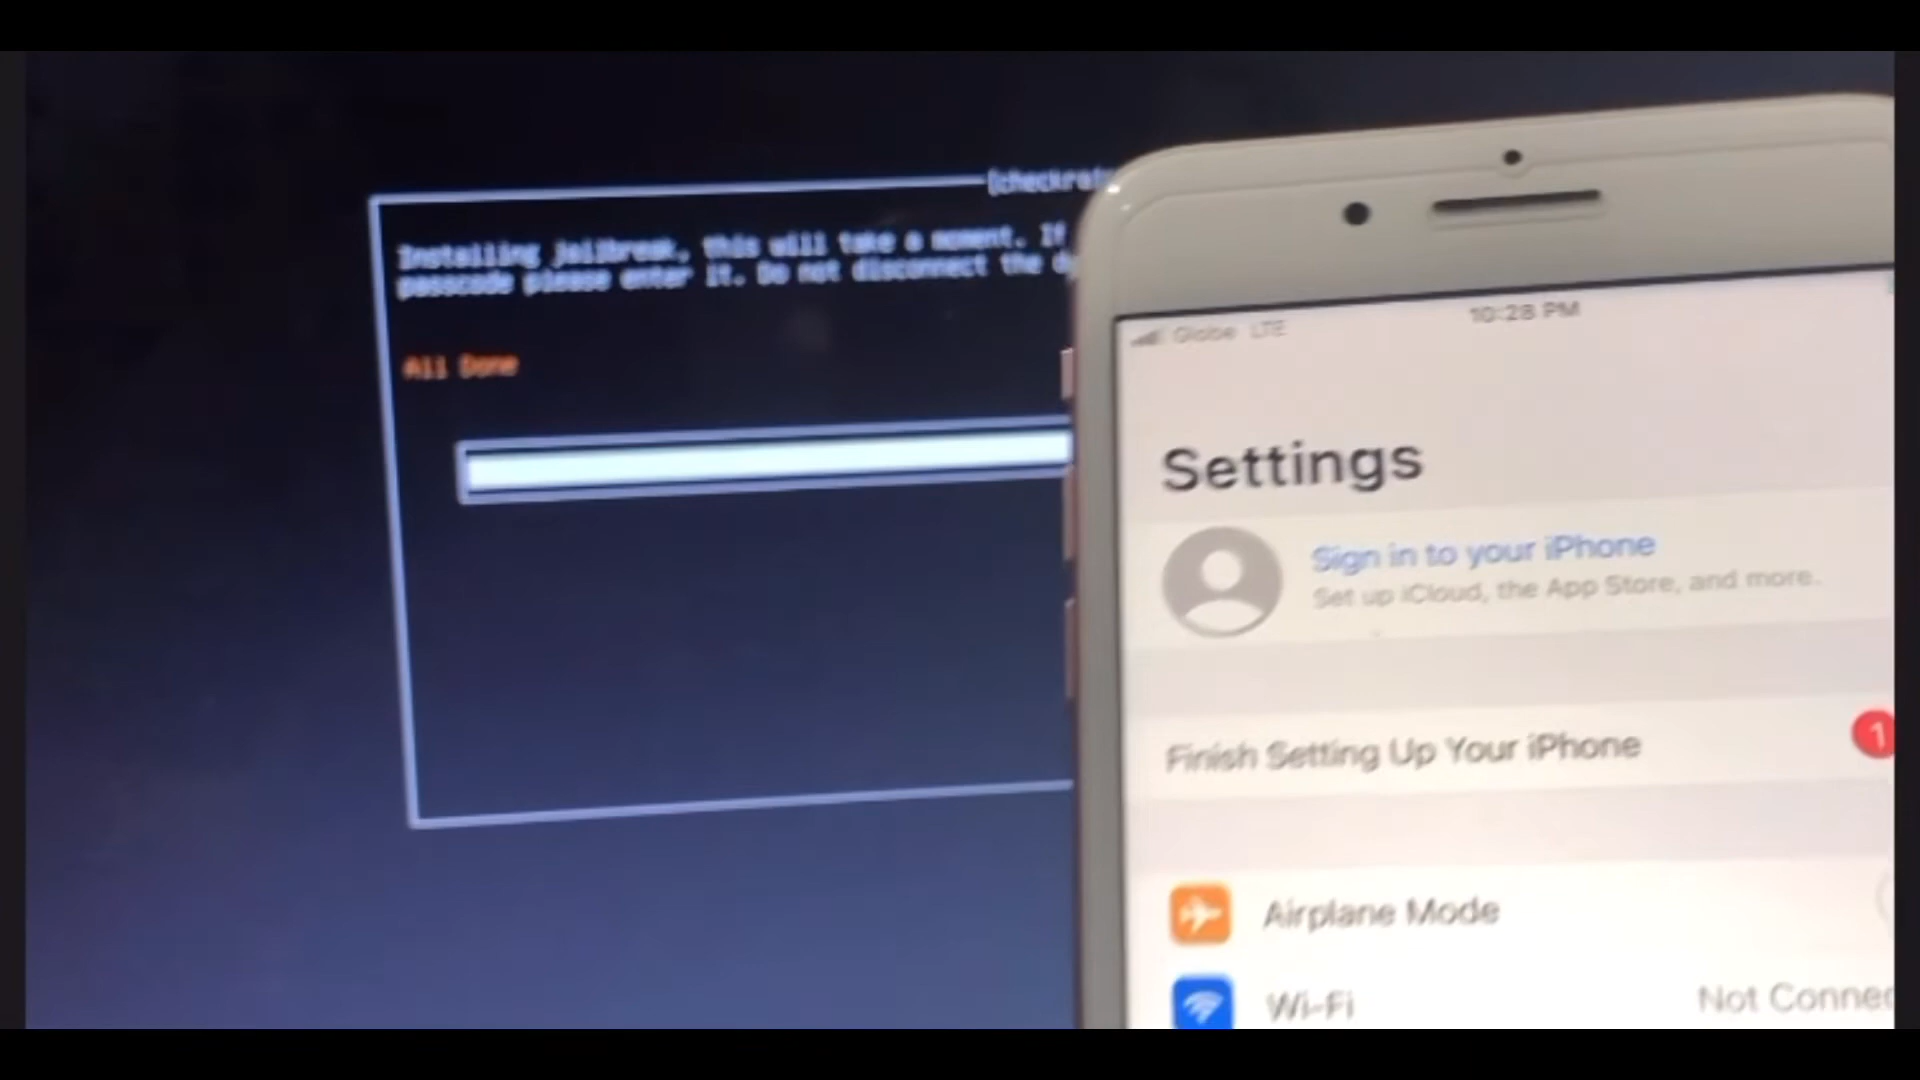 [checkra
Installing jailbreak, this will take a moment. If
passcode please enter it. Do not disconnect the
All Done
Globe LTE
10:28 PM
Settings
Sign in to your iPhone
Set up iCloud, the App Store, and more.
Finish Setting Up Your iPhone
1
Airplane Mode
Wi-Fi
Not Connec